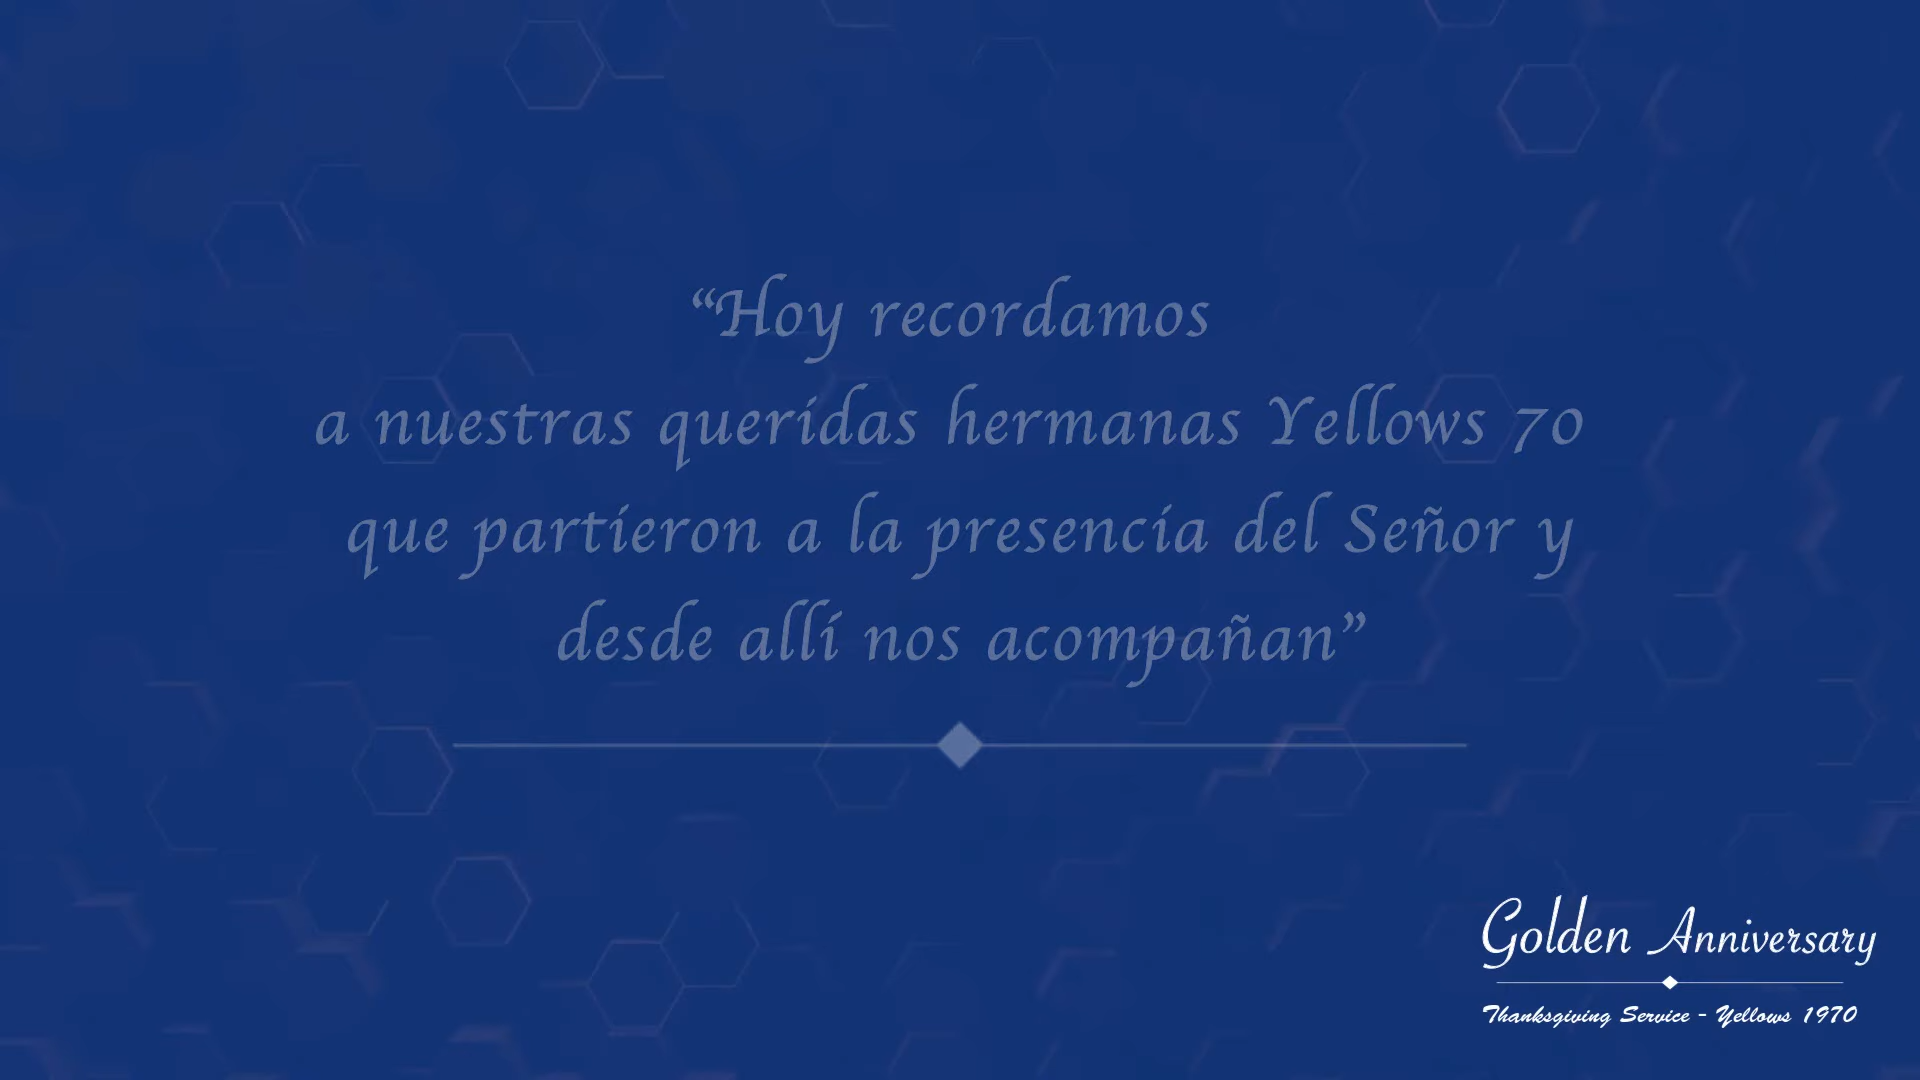 “Hoy recordamos
a nuestras queridas hermanas Yellows 70
que partieron a la presencia del Señor y
desde allí nos acompañan”
Golden Anniversary
Thanksgiving Service - Yellows 1970